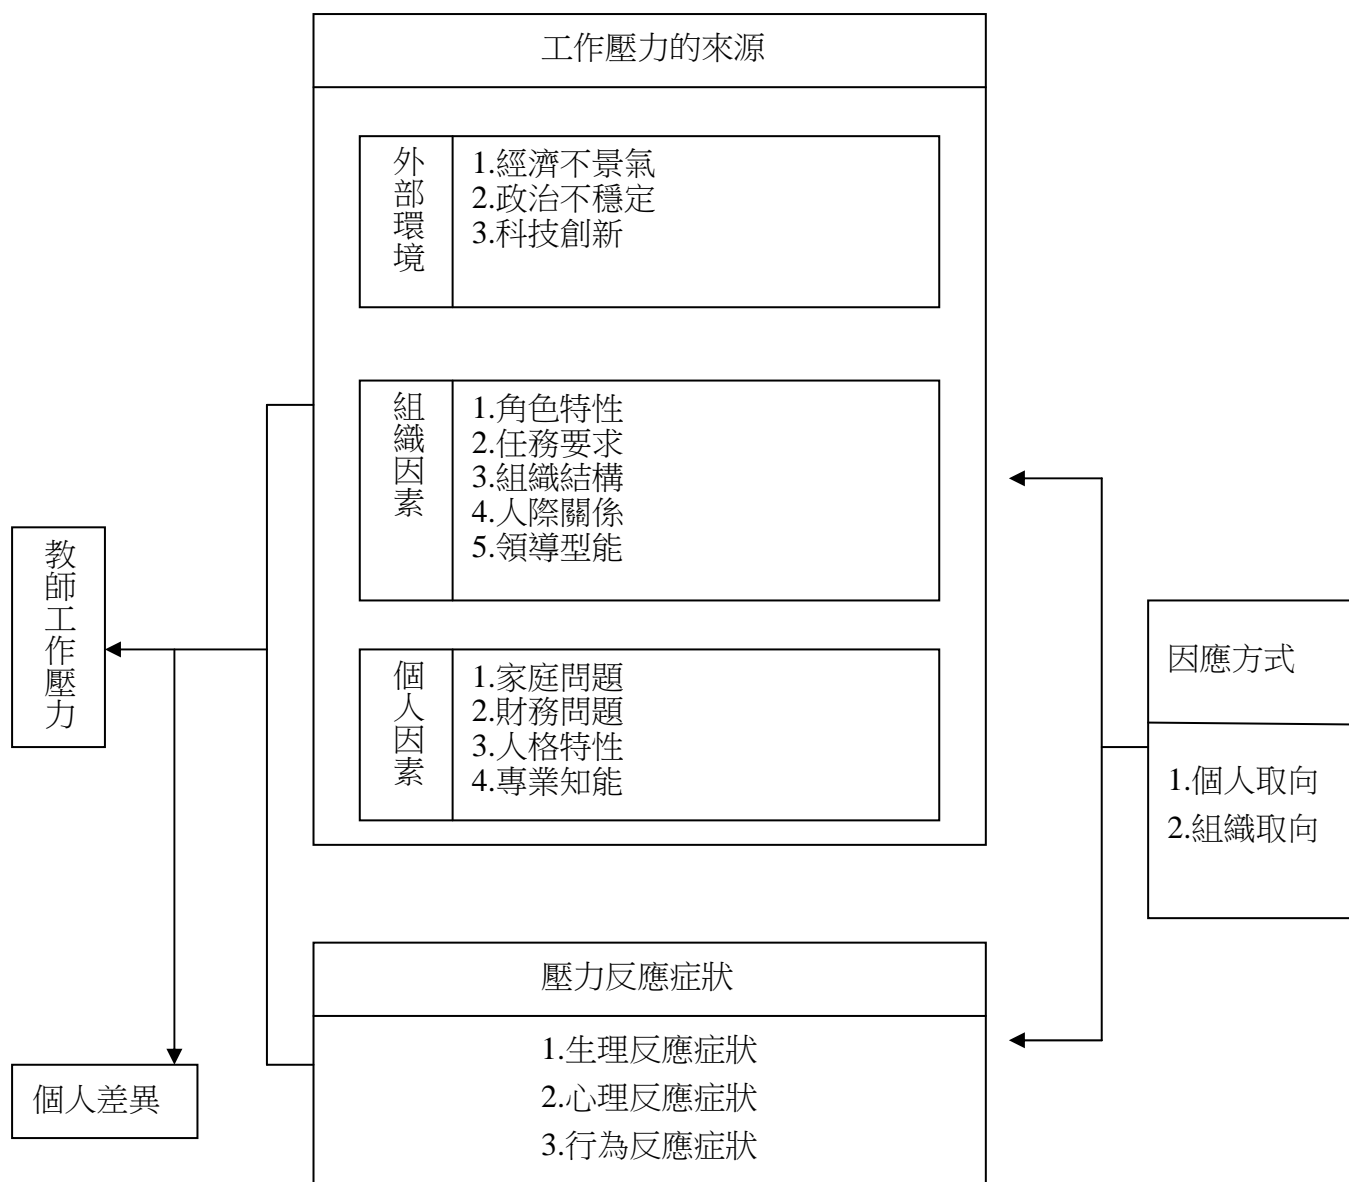 工作壓力的來源
外部環境
1.經濟不景氣
2.政治不穩定
3.科技創新
組織因素
1.角色特性
2.任務要求
3.組織結構
4.人際關係
5.領導型能
個人因素
1.家庭問題
2.財務問題
3.人格特性
4.專業知能
教師工作壓力
因應方式
1.個人取向
2.組織取向
壓力反應症狀
1.生理反應症狀
2.心理反應症狀
3.行為反應症狀
個人差異